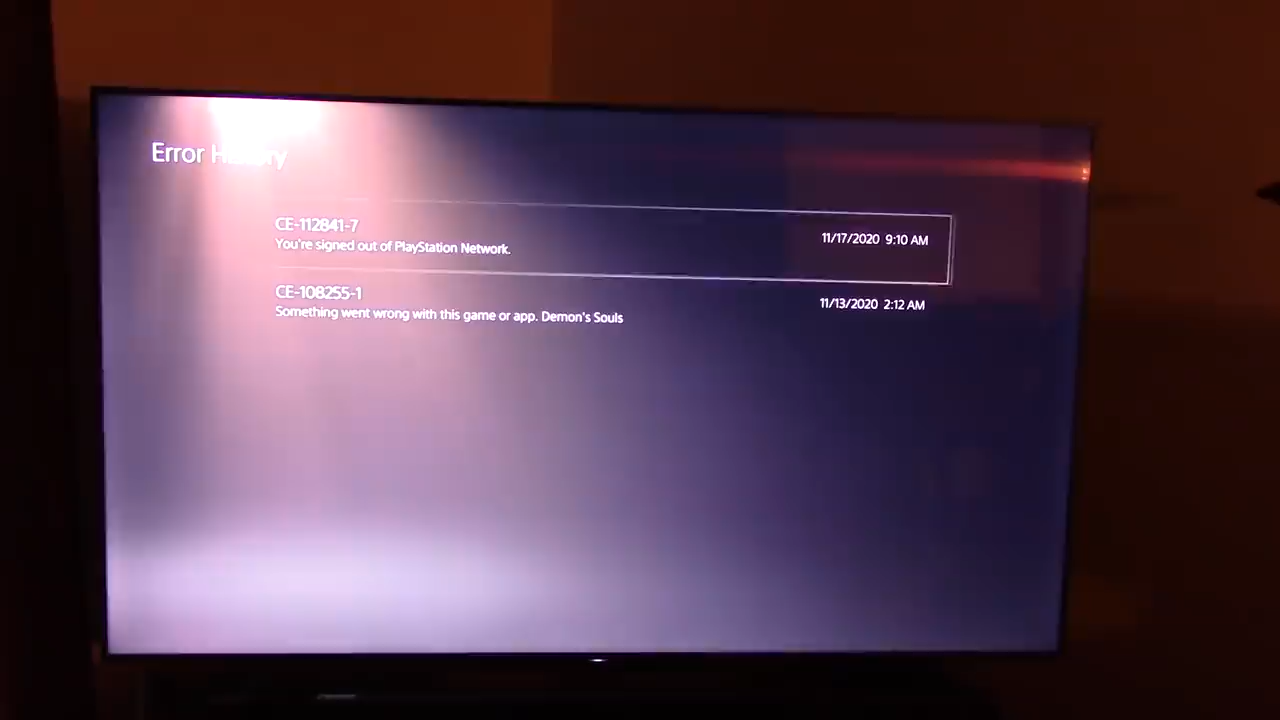 Error History
CE-112841-7
11/17/2020 9:10 AM
You're signed out of PlayStation Network.
CE-108255-1
11/13/2020 2:12 AM
Something went wrong with this game or app. Demon's Souls